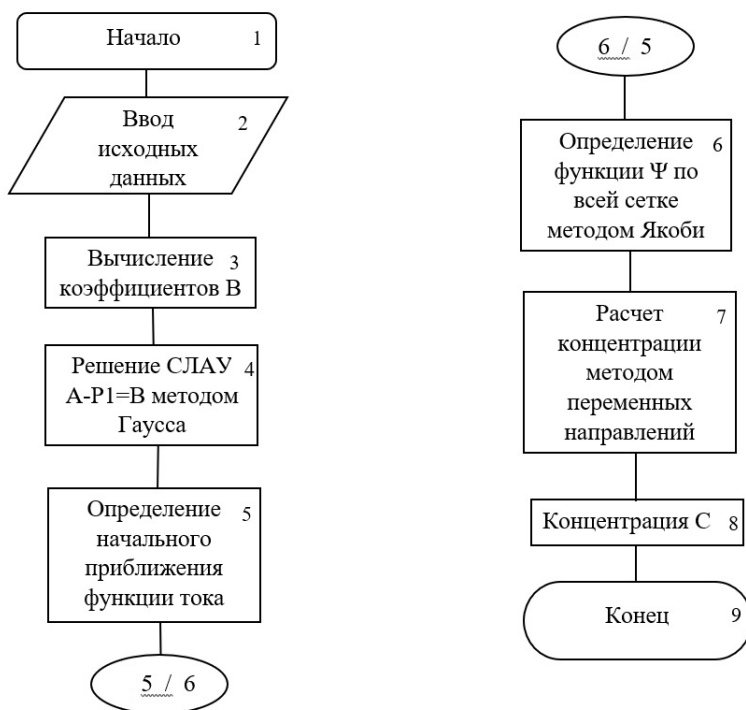 Начало 1
Ввод 2
исходных
данных
Вычисление 3
коэффициентов В
Решение СЛАУ 4
А-Р1=В методом
Гаусса
Определение 5
начального
приближения
функции тока
5 / 6
6 / 5
Определение 6
функции Ψ по
всей сетке
методом Якоби
Расчет 7
концентрации
методом
переменных
направлений
Концентрация С 8
Конец 9